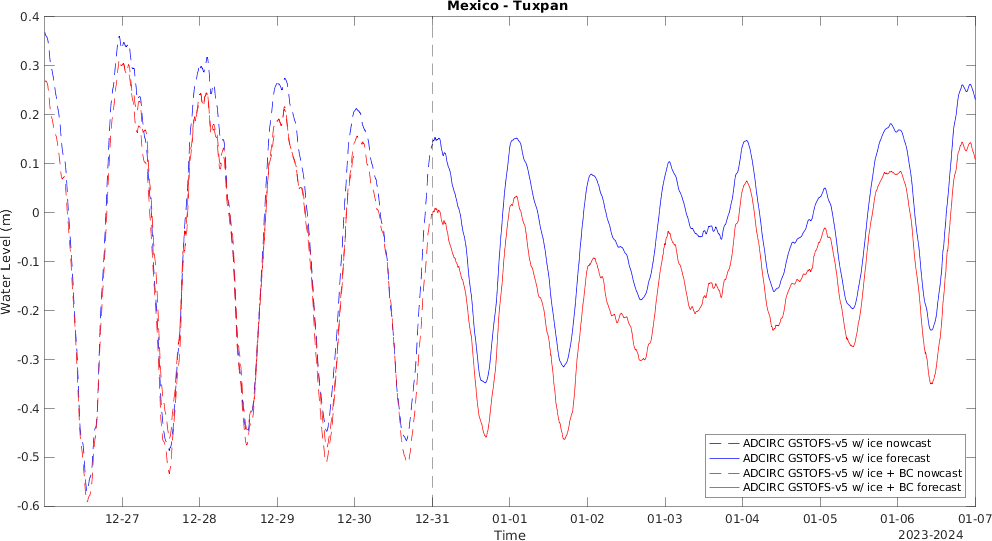 Mexico - Tuxpan
Water Level (m)
0.4
0.3
0.2
0.1
0
-0.1
-0.2
-0.3
-0.4
-0.5
-0.6
ADCIRC GSTOFS-v5 w/ ice nowcast
ADCIRC GSTOFS-v5 w/ ice forecast
ADCIRC GSTOFS-v5 w/ ice + BC nowcast
ADCIRC GSTOFS-v5 w/ ice + BC forecast
12-27 12-28 12-29 12-30 12-31 01-01 01-02 01-03 01-04 01-05 01-06 01-07
Time
2023-2024